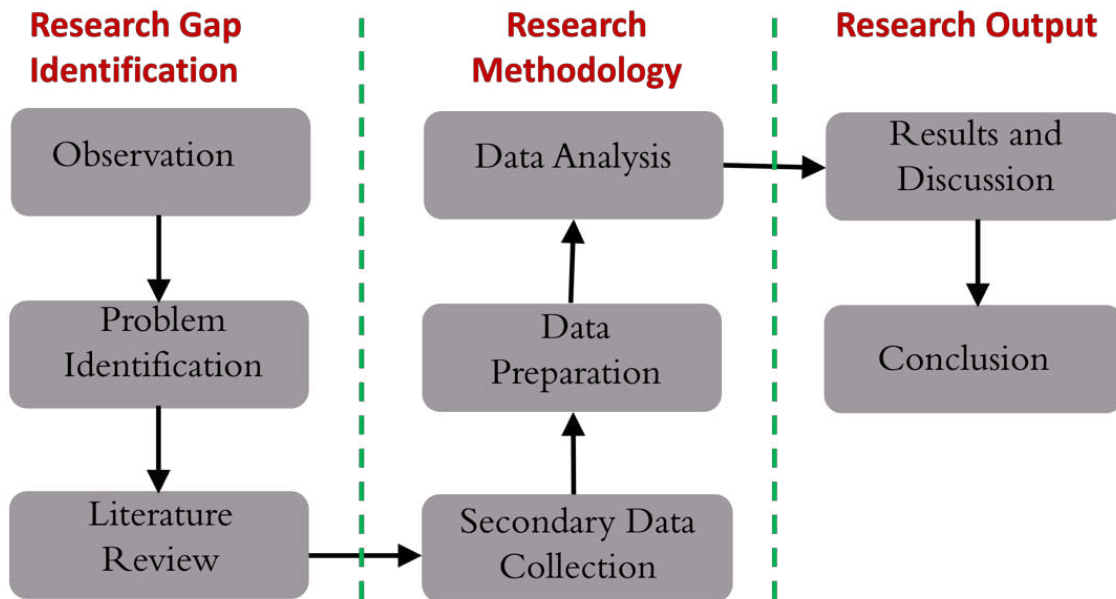 Research Gap
Identification
Observation
Problem
Identification
Literature
Review
Research
Methodology
Data Analysis
Data
Preparation
Secondary Data
Collection
Research Output
Results and
Discussion
Conclusion